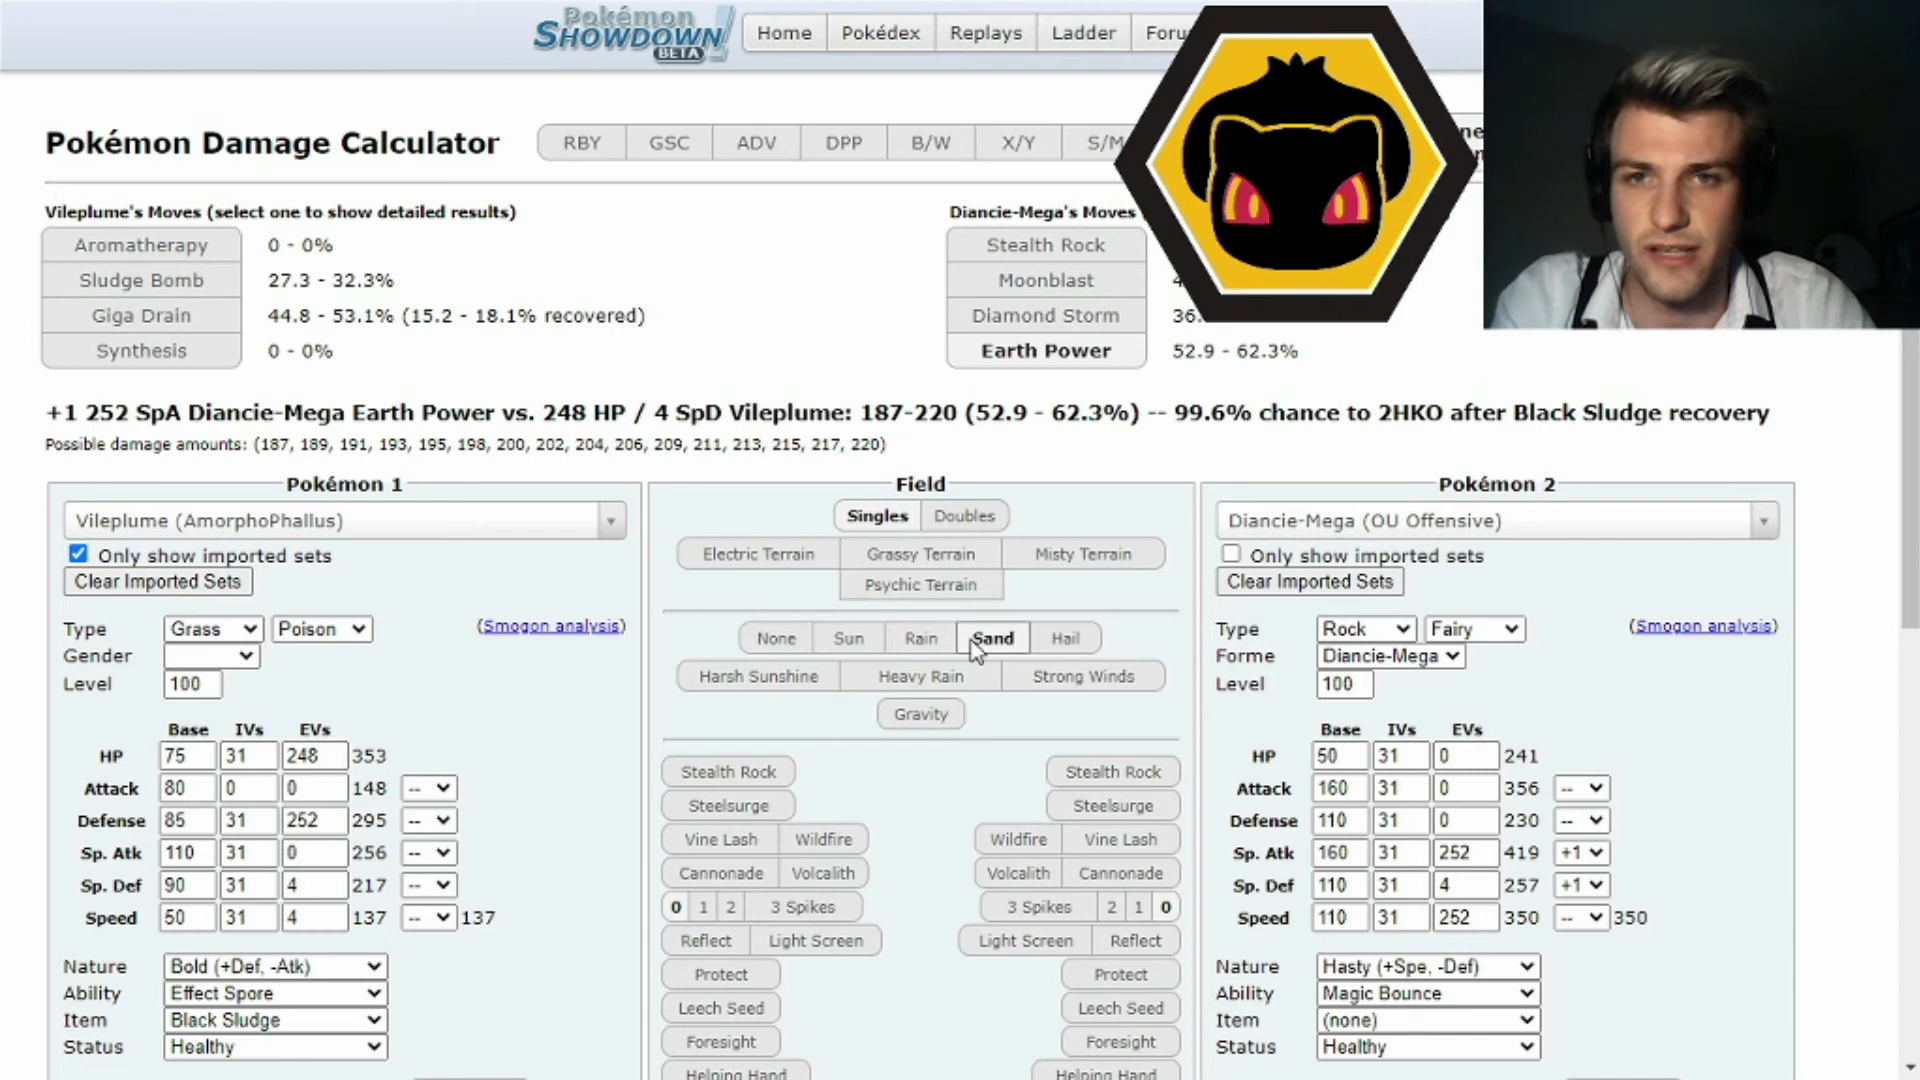 Pokémon
SHOWDOWN!
BETA
Home Pokédex Replays Ladder Foru
Pokémon Damage Calculator RBY GSC ADV DPP B/W X/Y S/M
Vileplume's Moves (select one to show detailed results)
Aromatherapy 0 - 0%
Sludge Bomb 27.3 - 32.3%
Giga Drain 44.8 - 53.1% (15.2 - 18.1% recovered)
Synthesis 0 - 0%
Diancie-Mega's Moves
Stealth Rock
Moonblast 4
Diamond Storm 36.
Earth Power 52.9 - 62.3%
+1 252 SpA Diancie-Mega Earth Power vs. 248 HP / 4 SpD Vileplume: 187-220 (52.9 - 62.3%) -- 99.6% chance to 2HKO after Black Sludge recovery
Possible damage amounts: (187, 189, 191, 193, 195, 198, 200, 202, 204, 206, 209, 211, 213, 215, 217, 220)
Pokémon 1
Vileplume (AmorphoPhallus)
Only show imported sets
Clear Imported Sets
Type Grass Poison (Smogon analysis)
Gender
Level 100
Base IVs EVs
HP 75 31 248 353
Attack 80 0 0 148 --
Defense 85 31 252 295 --
Sp. Atk 110 31 0 256 --
Sp. Def 90 31 4 217 --
Speed 50 31 4 137 -- 137
Nature Bold (+Def, -Atk)
Ability Effect Spore
Item Black Sludge
Status Healthy
Field
Singles Doubles
Electric Terrain Grassy Terrain Misty Terrain
Psychic Terrain
None Sun Rain Sand Hail
Harsh Sunshine Heavy Rain Strong Winds
Gravity
Stealth Rock Stealth Rock
Steelsurge Steelsurge
Vine Lash Wildfire Wildfire Vine Lash
Cannonade Volcalith Volcalith Cannonade
0 1 2 3 Spikes 3 Spikes 2 1 0
Reflect Light Screen Light Screen Reflect
Protect Protect
Leech Seed Leech Seed
Foresight Foresight
Helping Hand Helping Hand
Pokémon 2
Diancie-Mega (OU Offensive)
Only show imported sets
Clear Imported Sets
Type Rock Fairy (Smogon analysis)
Forme Diancie-Mega
Level 100
Base IVs EVs
HP 50 31 0 241
Attack 160 31 0 356 --
Defense 110 31 0 230 --
Sp. Atk 160 31 252 419 +1
Sp. Def 110 31 4 257 +1
Speed 110 31 252 350 -- 350
Nature Hasty (+Spe, -Def)
Ability Magic Bounce
Item (none)
Status Healthy